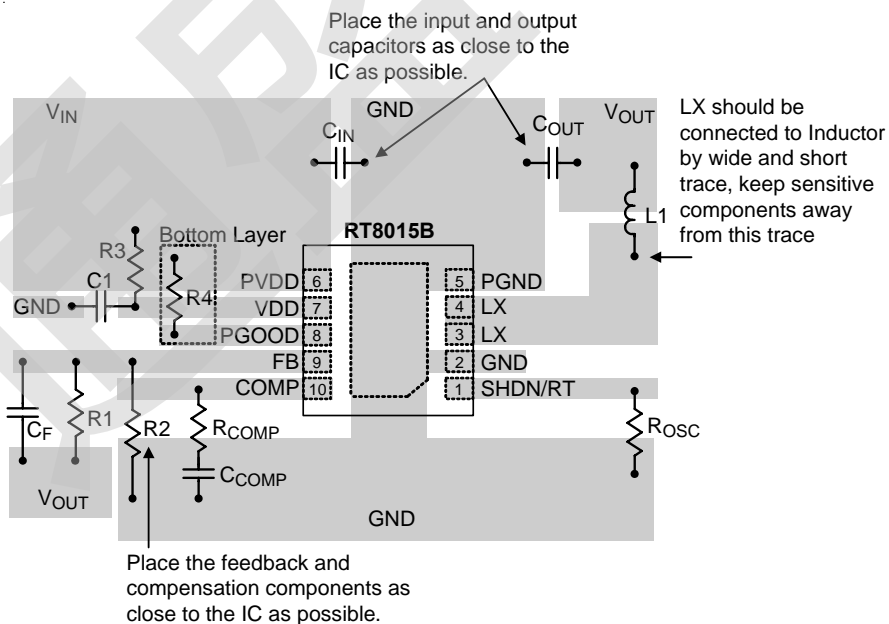 Place the input and output
capacitors as close to the
IC as possible.
VIN
GND
CIN
COUT
VOUT
LX should be
connected to Inductor
by wide and short
trace, keep sensitive
components away
from this trace
L1
R3
Bottom Layer
RT8015B
C1
GND
R4
PVDD 6
VDD 7
PGOOD 8
FB 9
COMP 10
5 PGND
4 LX
3 LX
2 GND
1 SHDN/RT
CF
R1
R2
RCOMP
CCOMP
ROSC
VOUT
GND
Place the feedback and
compensation components as
close to the IC as possible.